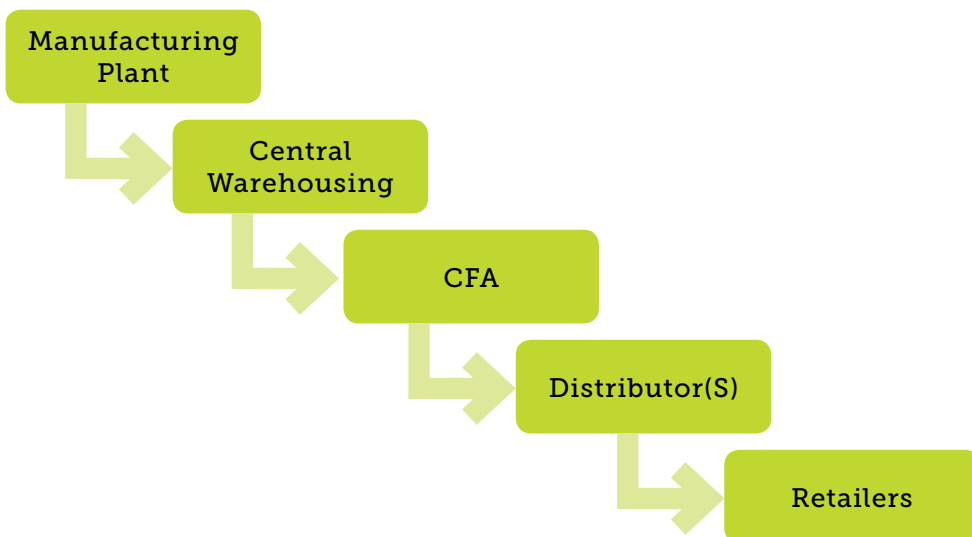 Manufacturing
Plant
Central
Warehousing
CFA
Distributor(S)
Retailers